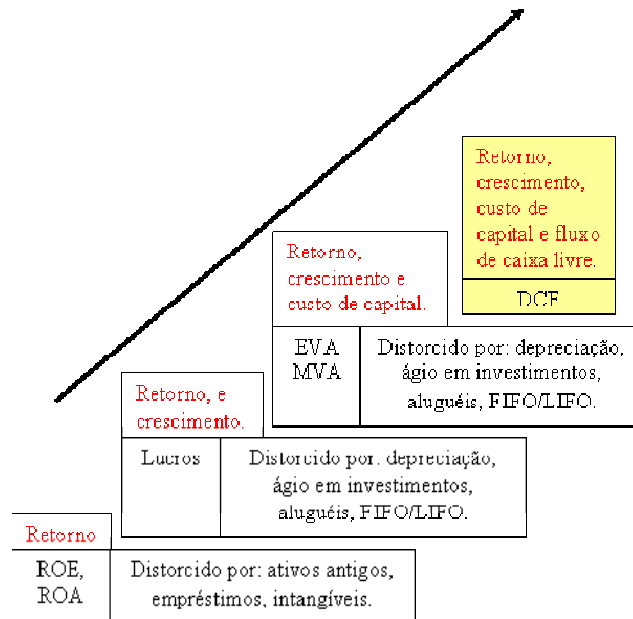 Retorno,
crescimento,
custo de
capital e fluxo
de caixa livre.
DCF
Retorno,
crescimento e
custo de capital.
EVA
MVA
Distorcido por: depreciação,
ágio em investimentos,
aluguéis, FIFO/LIFO.
Retorno, e
crescimento.
Lucros
Distorcido por: depreciação,
ágio em investimentos,
aluguéis, FIFO/LIFO.
Retorno
ROE,
ROA
Distorcido por: ativos antigos,
empréstimos, intangíveis.